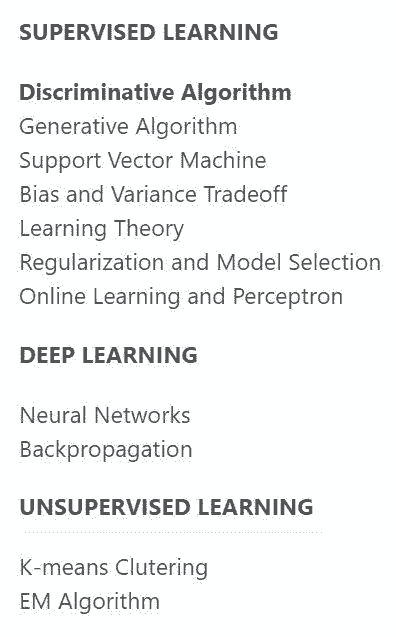 SUPERVISED LEARNING
Discriminative Algorithm
Generative Algorithm
Support Vector Machine
Bias and Variance Tradeoff
Learning Theory
Regularization and Model Selection
Online Learning and Perceptron
DEEP LEARNING
Neural Networks
Backpropagation
UNSUPERVISED LEARNING
K-means Clutering
EM Algorithm